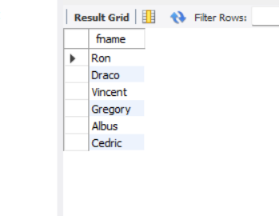 Result Grid Filter Rows:
fname
Ron
Draco
Vincent
Gregory
Albus
Cedric